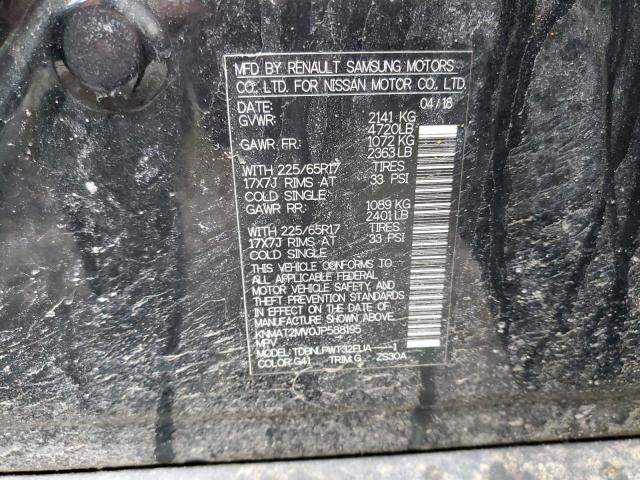 MFD BY RENAULT SAMSUNG MOTORS
CO., LTD. FOR NISSAN MOTOR CO., LTD.
DATE: 04/18
GVWR: 2141 KG
4720LB
GAWR FR: 1072 KG
2363LB
WITH 225/65R17 TIRES
17X7J RIMS AT 33 PSI
COLD SINGLE
GAWR RR: 1089 KG
2401LB
WITH 225/65R17 TIRES
17X7J RIMS AT 33 PSI
COLD SINGLE
THIS VEHICLE CONFORMS TO
ALL APPLICABLE FEDERAL
MOTOR VEHICLE SAFETY, AND
THEFT PREVENTION STANDARDS
IN EFFECT ON THE DATE OF
MANUFACTURE SHOWN ABOVE.
KNMAT2MV0JP588195
MPV
MODEL: TDBNLPWT32EUA-----1
COLOR: G41 TRIM: G ZS30A